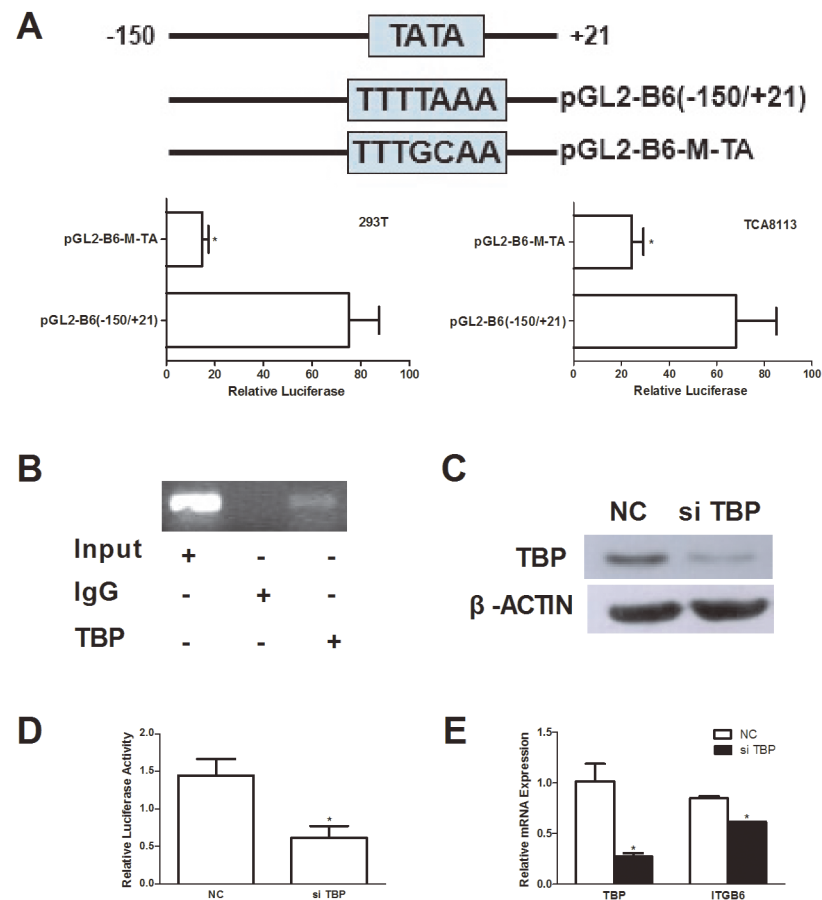 A
-150 TATA +21
TTTTAAA pGL2-B6(-150/+21)
TTTGCAA pGL2-B6-M-TA
293T
pGL2-B6-M-TA *
pGL2-B6(-150/+21)
0 20 40 60 80 100
Relative Luciferase
TCA8113
pGL2-B6-M-TA *
pGL2-B6(-150/+21)
0 20 40 60 80 100
Relative Luciferase
B
Input + - -
IgG - + -
TBP - - +
C
NC si TBP
TBP
β -ACTIN
D
Relative Luciferase Activity
2.0
1.5
1.0
0.5
0.0
*
NC si TBP
E
Relative mRNA Expression
1.5
1.0
0.5
0.0
NC
si TBP
* *
TBP ITGB6